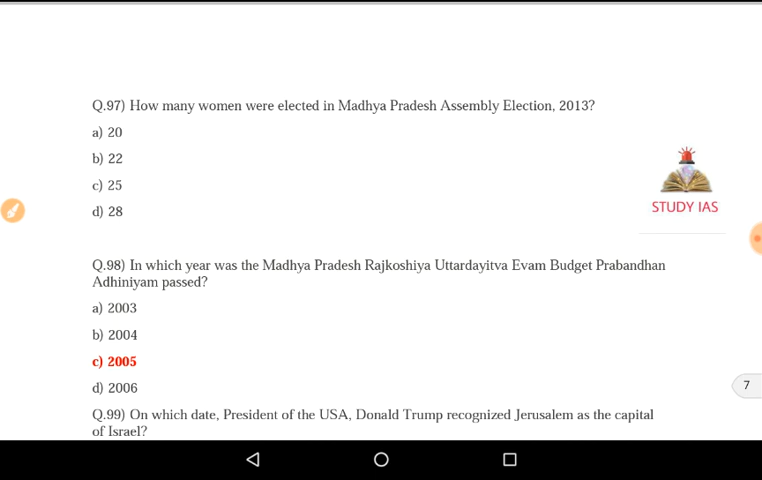 Q.97) How many women were elected in Madhya Pradesh Assembly Election, 2013?
a) 20
b) 22
c) 25
d) 28
STUDY IAS
Q.98) In which year was the Madhya Pradesh Rajkoshiya Uttardayitva Evam Budget Prabandhan
Adhiniyam passed?
a) 2003
b) 2004
c) 2005
d) 2006
7
Q.99) On which date, President of the USA, Donald Trump recognized Jerusalem as the capital
of Israel?